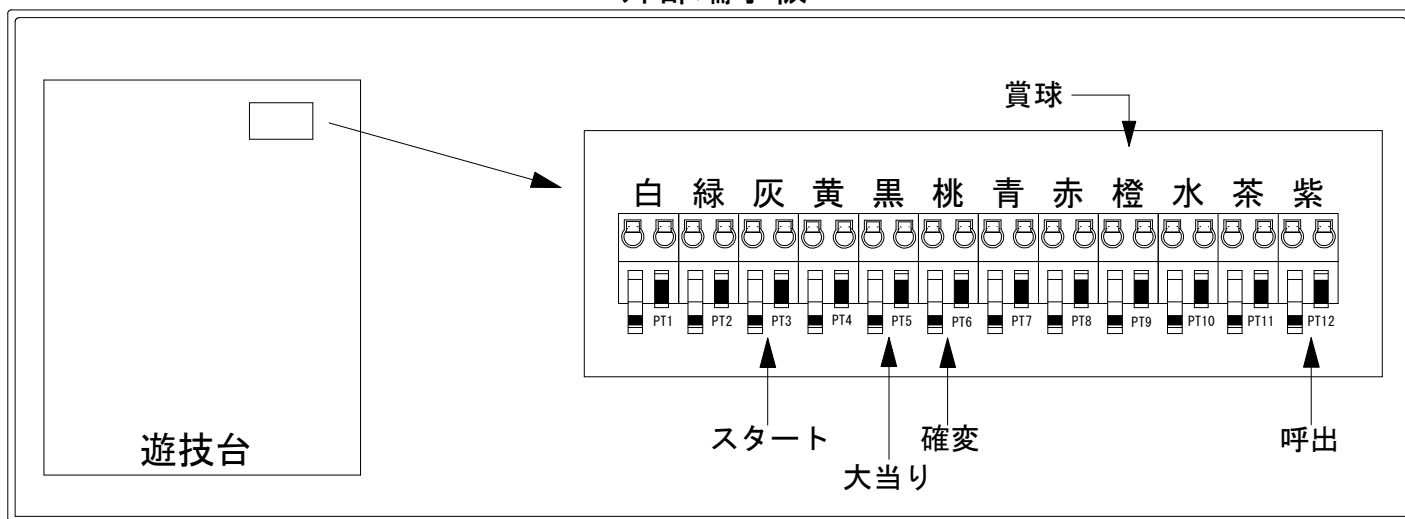 賞球
白 緑 灰 黄 黒 桃 青 赤 橙 水 茶 紫
PT1 PT2 PT3 PT4 PT5 PT6 PT7 PT8 PT9 PT10 PT11 PT12
スタート 確変 呼出
大当り
遊技台